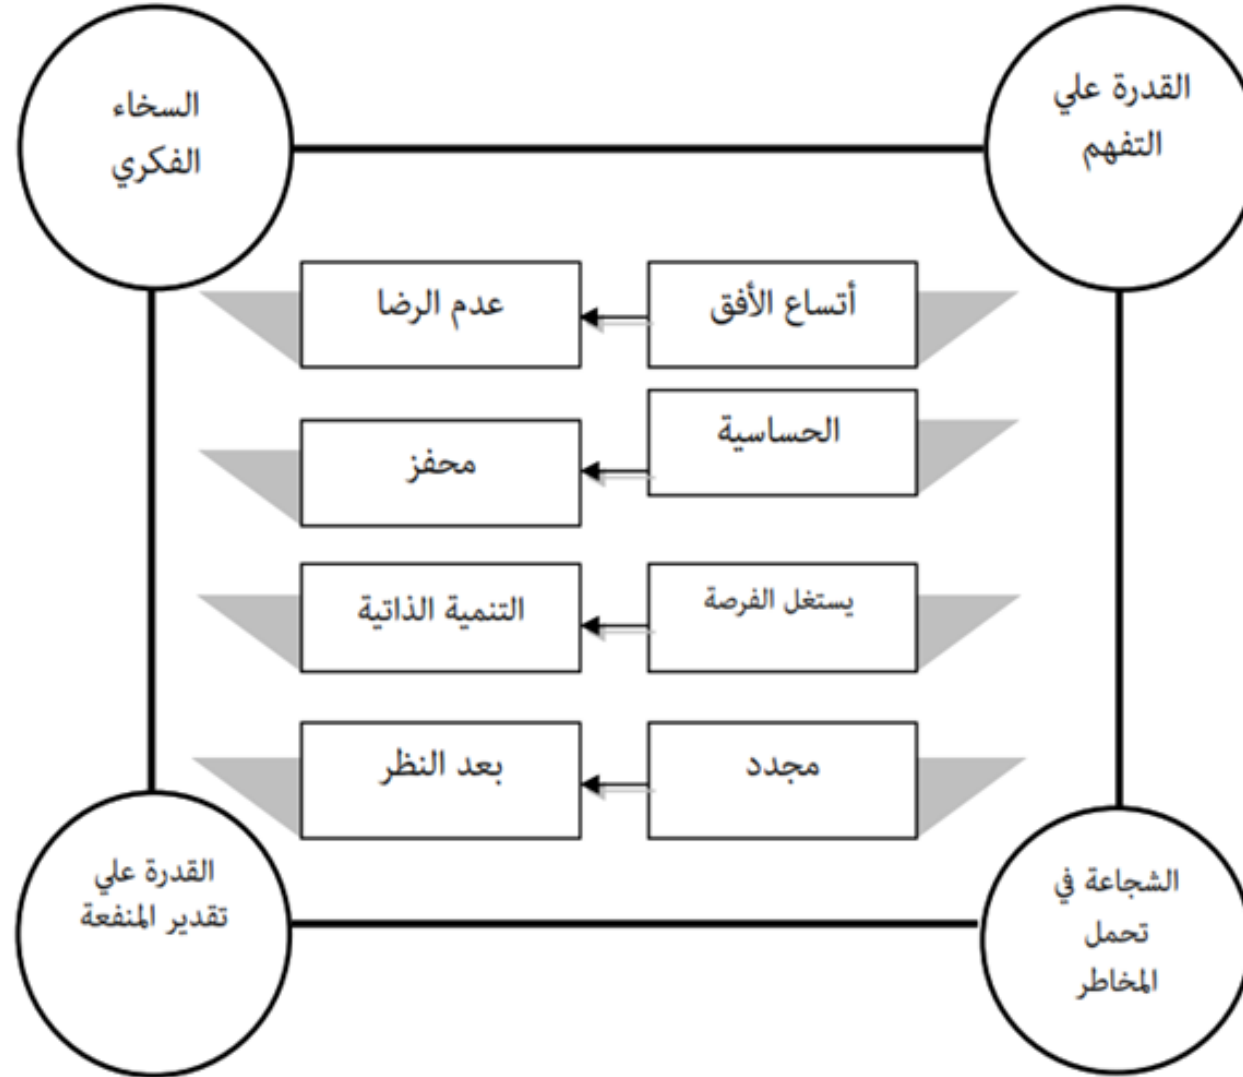 القدرة علي
التفهم
السخاء
الفكري
أتساع الأفق
عدم الرضا
الحساسية
محفز
يستغل الفرصة
التنمية الذاتية
مجدد
بعد النظر
الشجاعة في
تحمل
المخاطر
القدرة علي
تقدير المنفعة